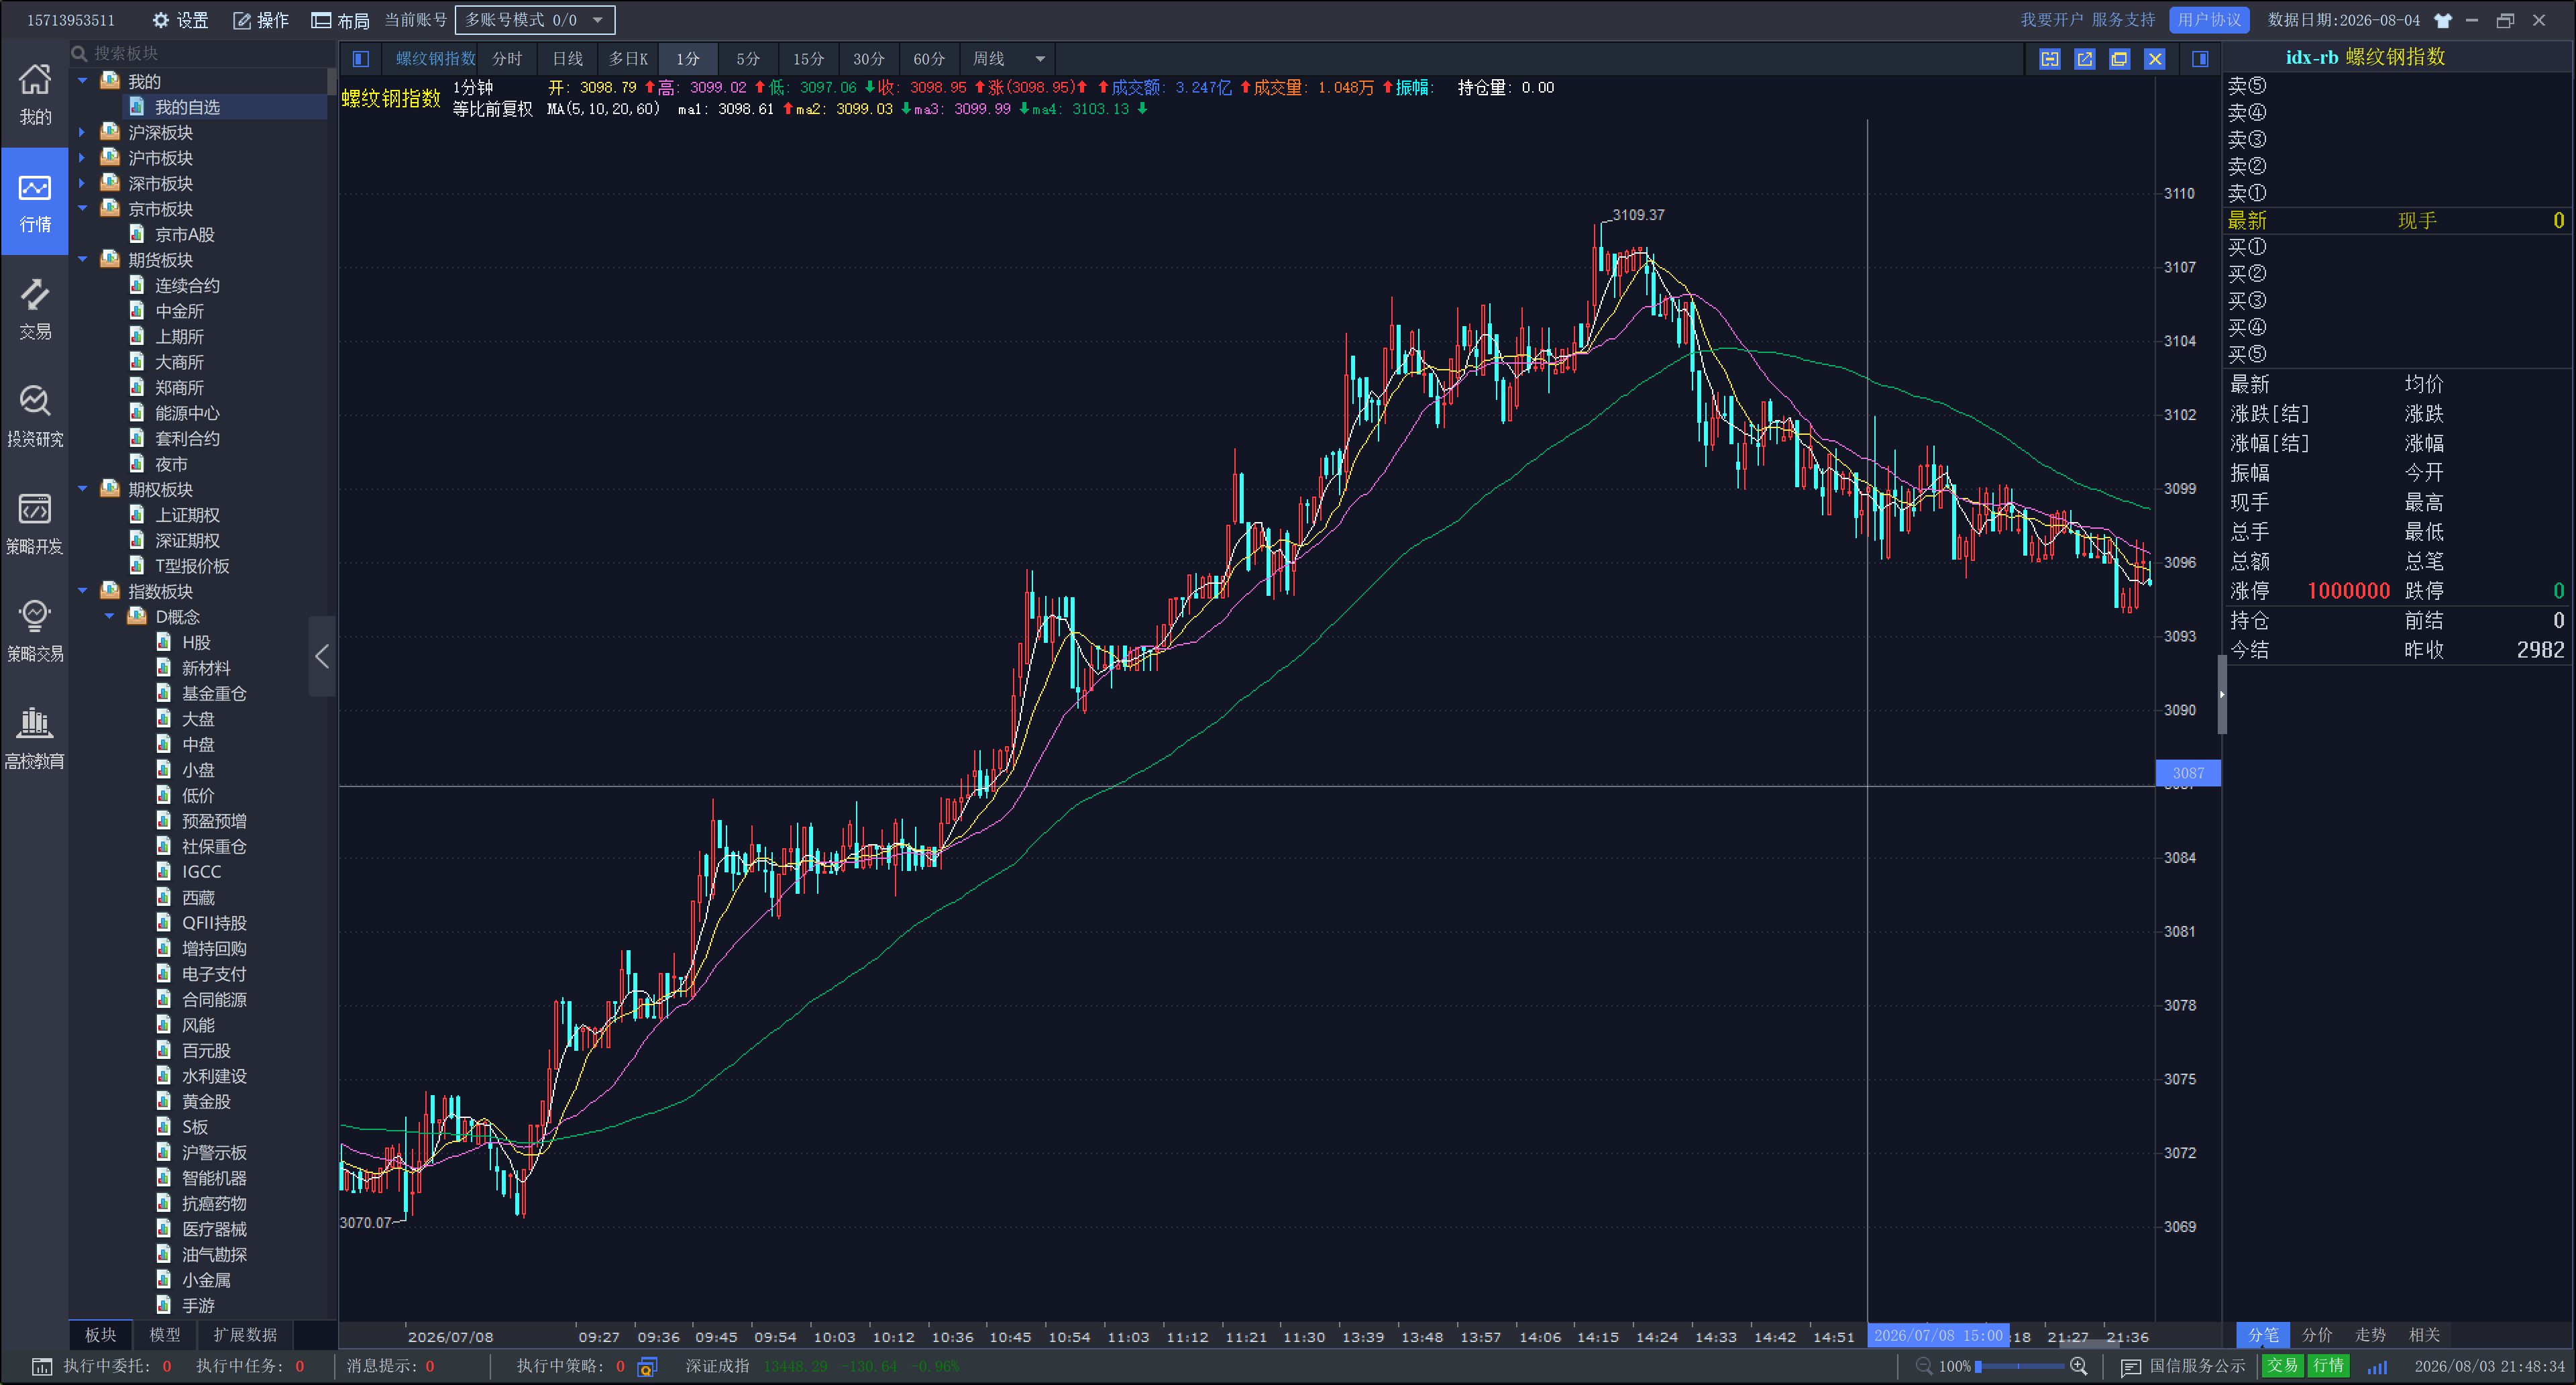 15713953511 设置 操作 布局 当前账号 多账号模式 0/0 我要开户 服务支持 用户协议 数据日期:2026-08-04
搜索板块
我的
行情
交易
投资研究
策略开发
策略交易
高校教育
我的
我的自选
沪深板块
沪市板块
深市板块
京市板块
京市A股
期货板块
连续合约
中金所
上期所
大商所
郑商所
能源中心
套利合约
夜市
期权板块
上证期权
深证期权
T型报价板
指数板块
D概念
H股
新材料
基金重仓
大盘
中盘
小盘
低价
预盈预增
社保重仓
IGCC
西藏
QFII持股
增持回购
电子支付
合同能源
风能
百元股
水利建设
黄金股
S板
沪警示板
智能机器
抗癌药物
医疗器械
油气勘探
小金属
手游
板块 模型 扩展数据
螺纹钢指数 分时 日线 多日K 1分 5分 15分 30分 60分 周线
螺纹钢指数
1分钟 开: 3098.79 高: 3099.02 低: 3097.06 收: 3098.95 涨(3098.95) 成交额: 3.247亿 成交量: 1.048万 振幅: 持仓量: 0.00
等比前复权 MA(5,10,20,60) ma1: 3098.61 ma2: 3099.03 ma3: 3099.99 ma4: 3103.13
3109.37
3070.07
3110
3107
3104
3102
3099
3096
3093
3090
3087
3084
3081
3078
3075
3072
3069
2026/07/08 09:27 09:36 09:45 09:54 10:03 10:12 10:36 10:45 10:54 11:03 11:12 11:21 11:30 13:39 13:48 13:57 14:06 14:15 14:24 14:33 14:42 14:51 2026/07/08 15:00 :18 21:27 21:36
idx-rb 螺纹钢指数
卖⑤
卖④
卖③
卖②
卖①
最新 现手 0
买①
买②
买③
买④
买⑤
最新 均价
涨跌[结] 涨跌
涨幅[结] 涨幅
振幅 今开
现手 最高
总手 最低
总额 总笔
涨停 1000000 跌停 0
持仓 前结 0
今结 昨收 2982
分笔 分价 走势 相关
执行中委托: 0 执行中任务: 0 消息提示: 0 执行中策略: 0 深证成指 13448.29 -130.64 -0.96% 100% 国信服务公示 交易 行情 2026/08/03 21:48:34